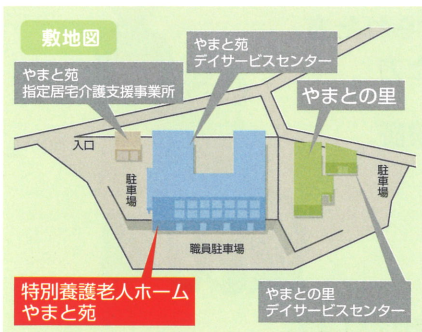 敷地図
やまと苑
デイサービスセンター
やまと苑
指定居宅介護支援事業所
やまとの里
入口
駐車場
駐車場
職員駐車場
特別養護老人ホーム
やまと苑
やまとの里
デイサービスセンター